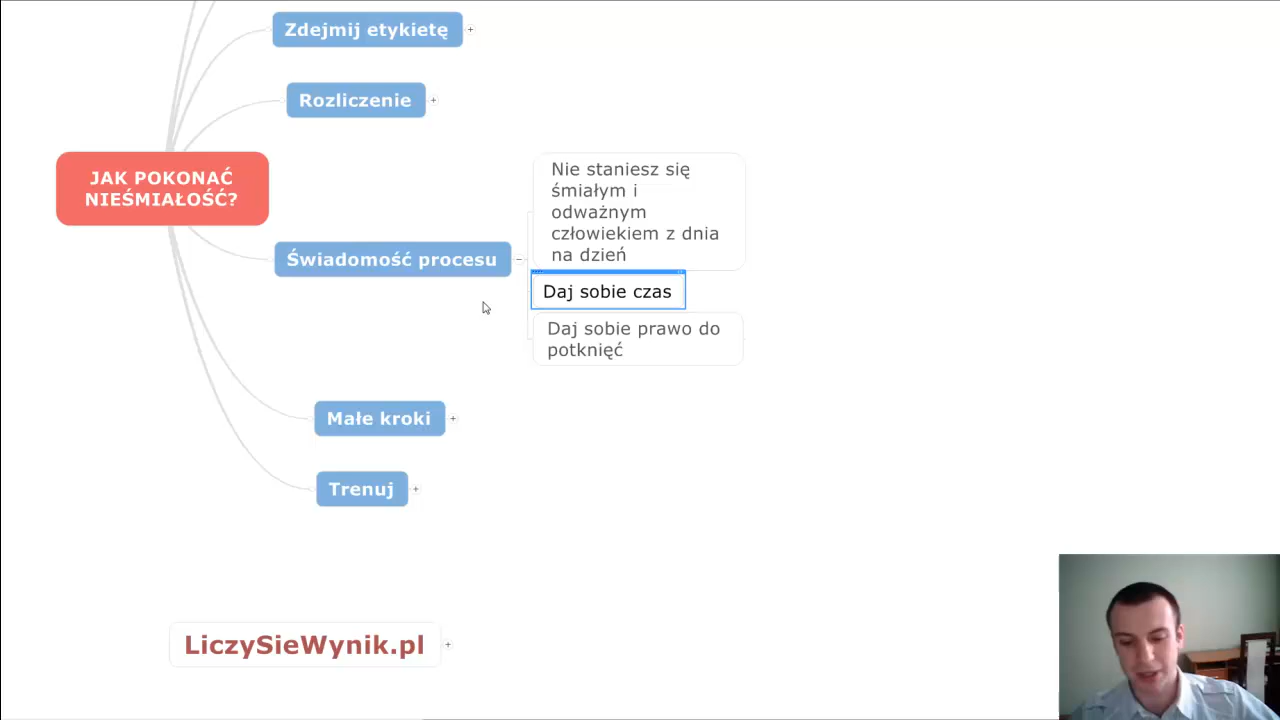 Zdejmij etykietę
Rozliczenie
JAK POKONAĆ
NIEŚMIAŁOŚĆ?
Świadomość procesu
Nie staniesz się
śmiałym i
odważnym
człowiekiem z dnia
na dzień
Daj sobie czas
Daj sobie prawo do
potknięć
Małe kroki
Trenuj
LiczySieWynik.pl